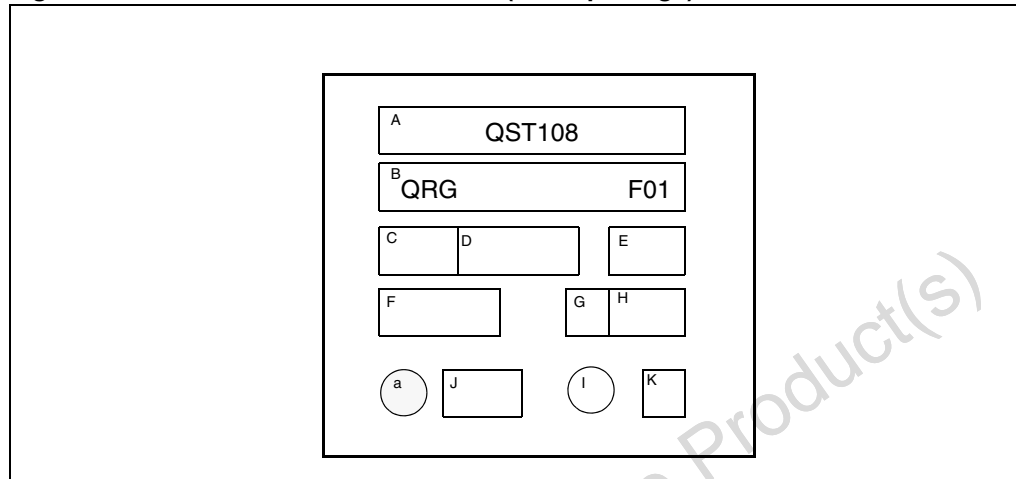 A QST108
B QRG F01
C D E
F G H
a J I K
Product(s)